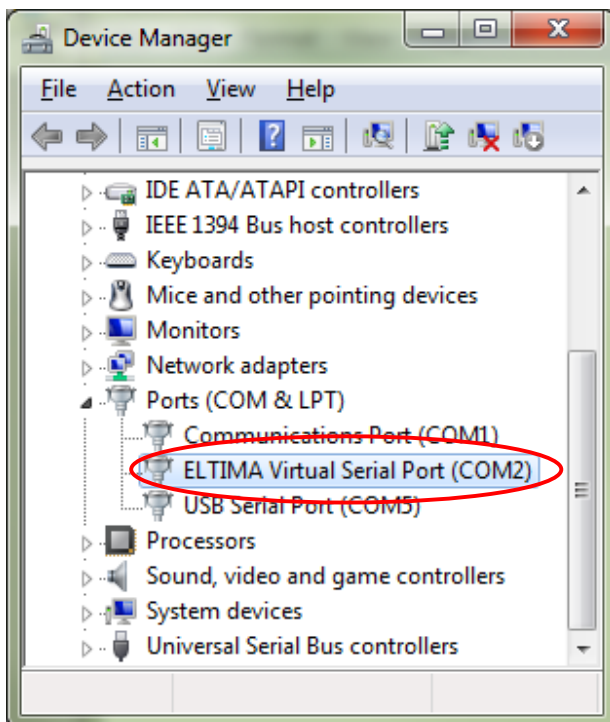 Device Manager
File Action View Help
IDE ATA/ATAPI controllers
IEEE 1394 Bus host controllers
Keyboards
Mice and other pointing devices
Monitors
Network adapters
Ports (COM & LPT)
Communications Port (COM1)
ELTIMA Virtual Serial Port (COM2)
USB Serial Port (COM5)
Processors
Sound, video and game controllers
System devices
Universal Serial Bus controllers